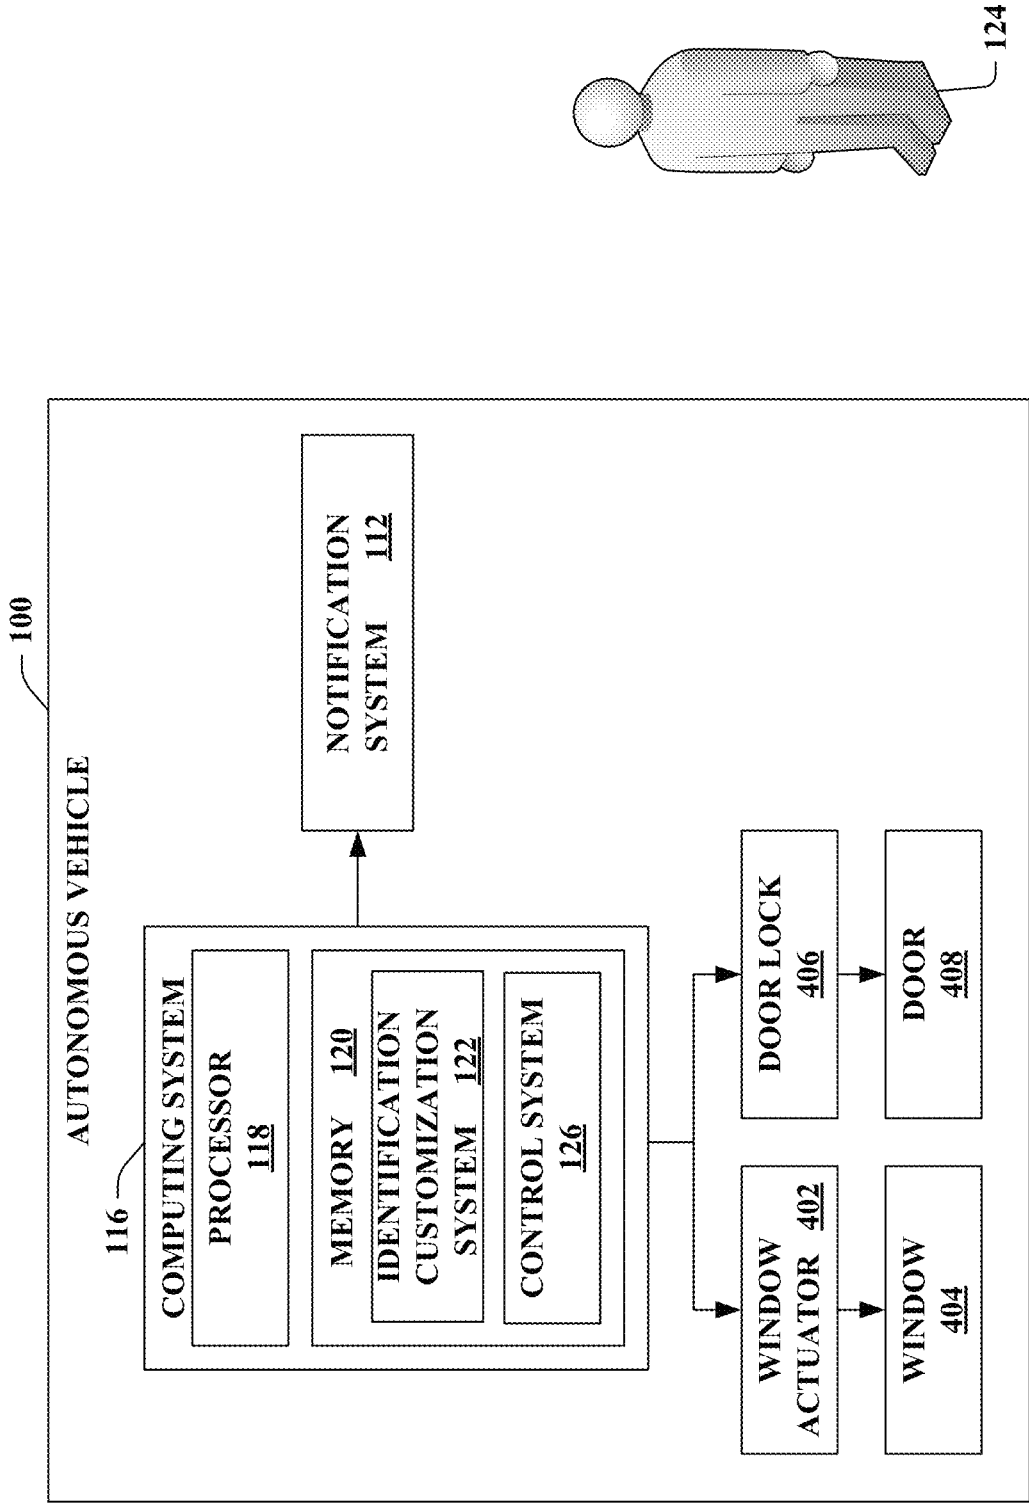 100
AUTONOMOUS VEHICLE
116
COMPUTING SYSTEM
PROCESSOR
118
MEMORY 120
IDENTIFICATION
CUSTOMIZATION
SYSTEM 122
CONTROL SYSTEM
126
NOTIFICATION
SYSTEM 112
WINDOW
ACTUATOR 402
WINDOW
404
DOOR LOCK
406
DOOR
408
124